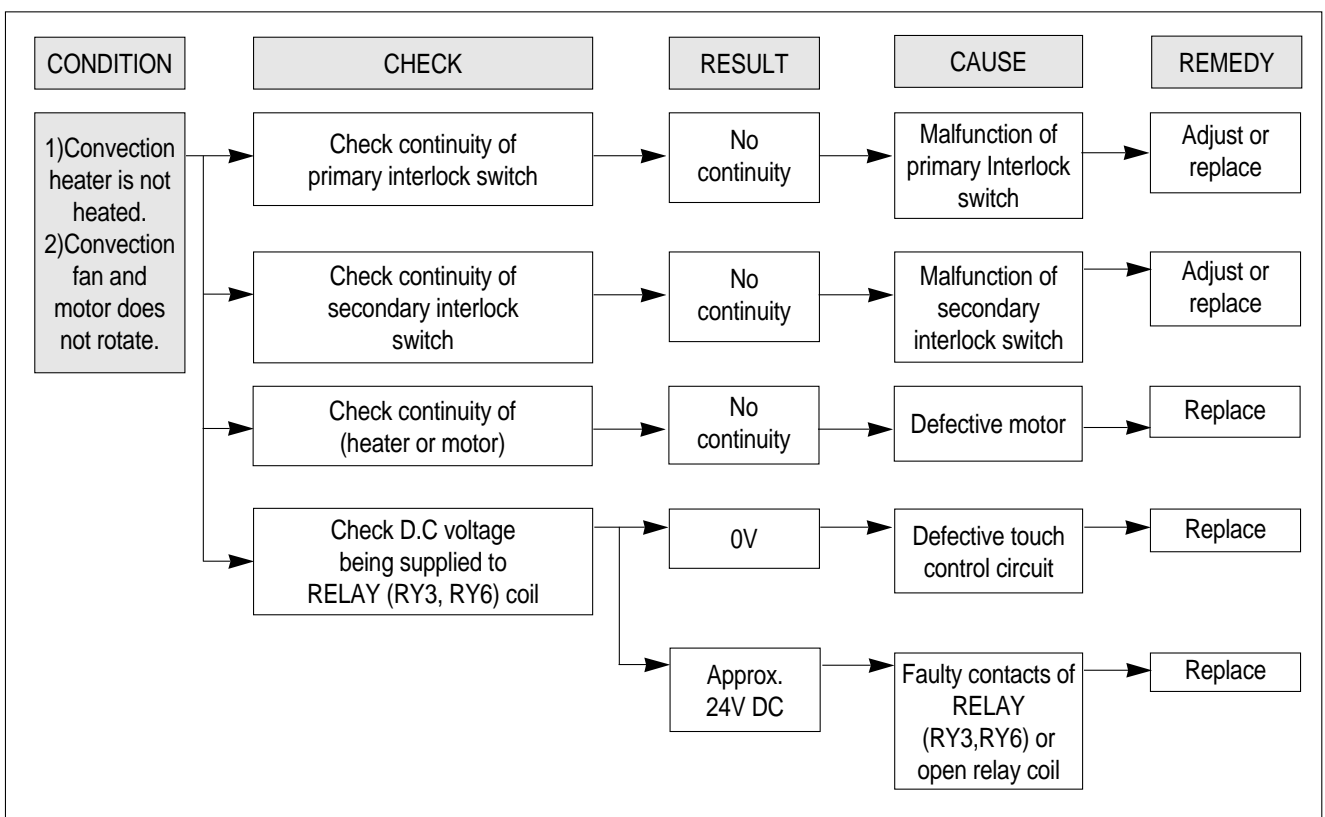 CONDITION
CHECK
RESULT
CAUSE
REMEDY
1)Convection
heater is not
heated.
2)Convection
fan and
motor does
not rotate.
Check continuity of
primary interlock switch
No
continuity
Malfunction of
primary Interlock
switch
Adjust or
replace
Check continuity of
secondary interlock
switch
No
continuity
Malfunction of
secondary
interlock switch
Adjust or
replace
Check continuity of
(heater or motor)
No
continuity
Defective motor
Replace
Check D.C voltage
being supplied to
RELAY (RY3, RY6) coil
0V
Defective touch
control circuit
Replace
Approx.
24V DC
Faulty contacts of
RELAY
(RY3,RY6) or
open relay coil
Replace